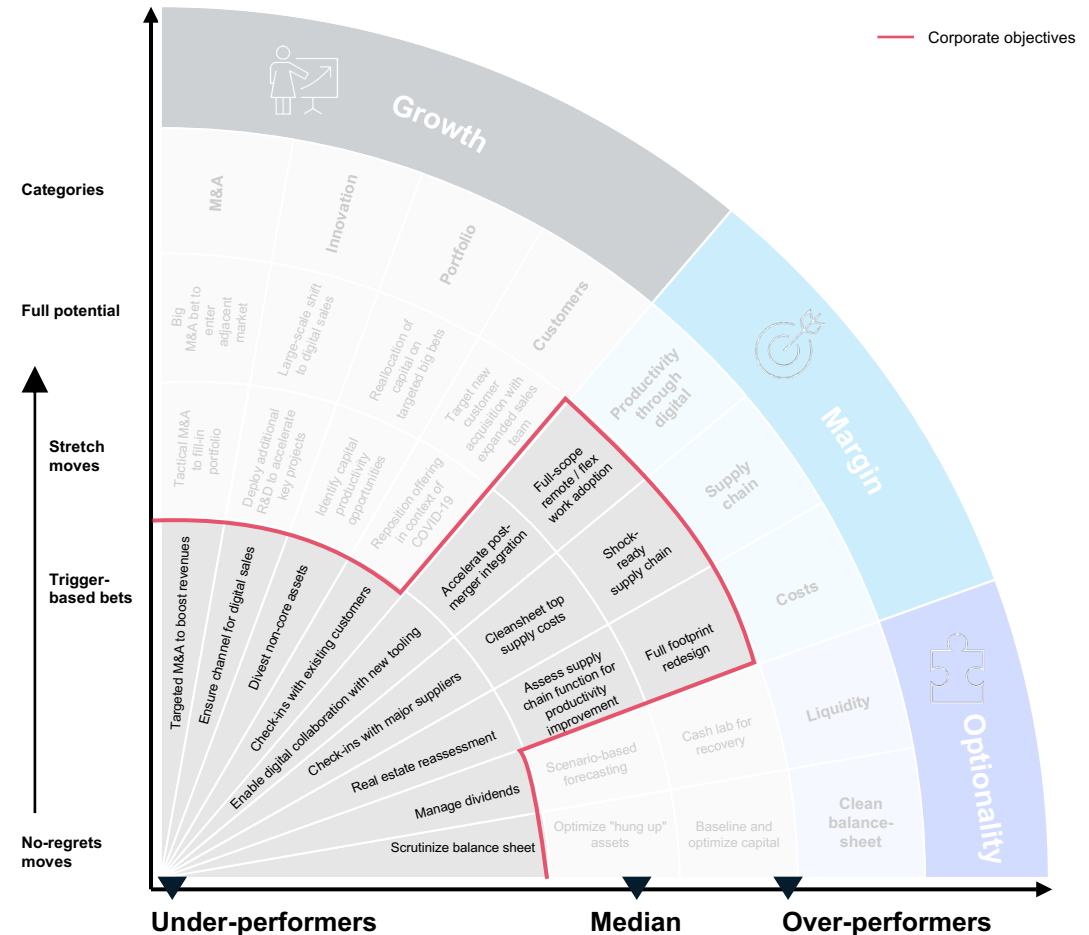 Corporate objectives
Growth
Margin
Optionality
Categories
Full potential
Stretch
moves
Trigger-
based bets
No-regrets
moves
M&A
Innovation
Portfolio
Customers
Productivity
through
digital
Supply
chain
Costs
Liquidity
Clean
balance-
sheet
Big
M&A bet to
enter
adjacent
market
Large-scale shift
to digital sales
Reallocation of
capital on
targeted big bets
Target new
customer
acquisition with
expanded sales
team
Full-scope
remote / flex
work adoption
Shock-
ready
supply chain
Full footprint
redesign
Cash lab for
recovery
Baseline and
optimize capital
Tactical M&A
to fill-in
portfolio
Deploy additional
R&D to accelerate
key projects
Identify capital
productivity
opportunities
Reposition offering
in context of
COVID-19
Accelerate post-
merger integration
Cleansheet top
supply costs
Assess supply
chain function for
productivity
improvement
Scenario-based
forecasting
Optimize "hung up"
assets
Targeted M&A to boost revenues
Ensure channel for digital sales
Divest non-core assets
Check-ins with existing customers
Enable digital collaboration with new tooling
Check-ins with major suppliers
Real estate reassessment
Manage dividends
Scrutinize balance sheet
Under-performers
Median
Over-performers